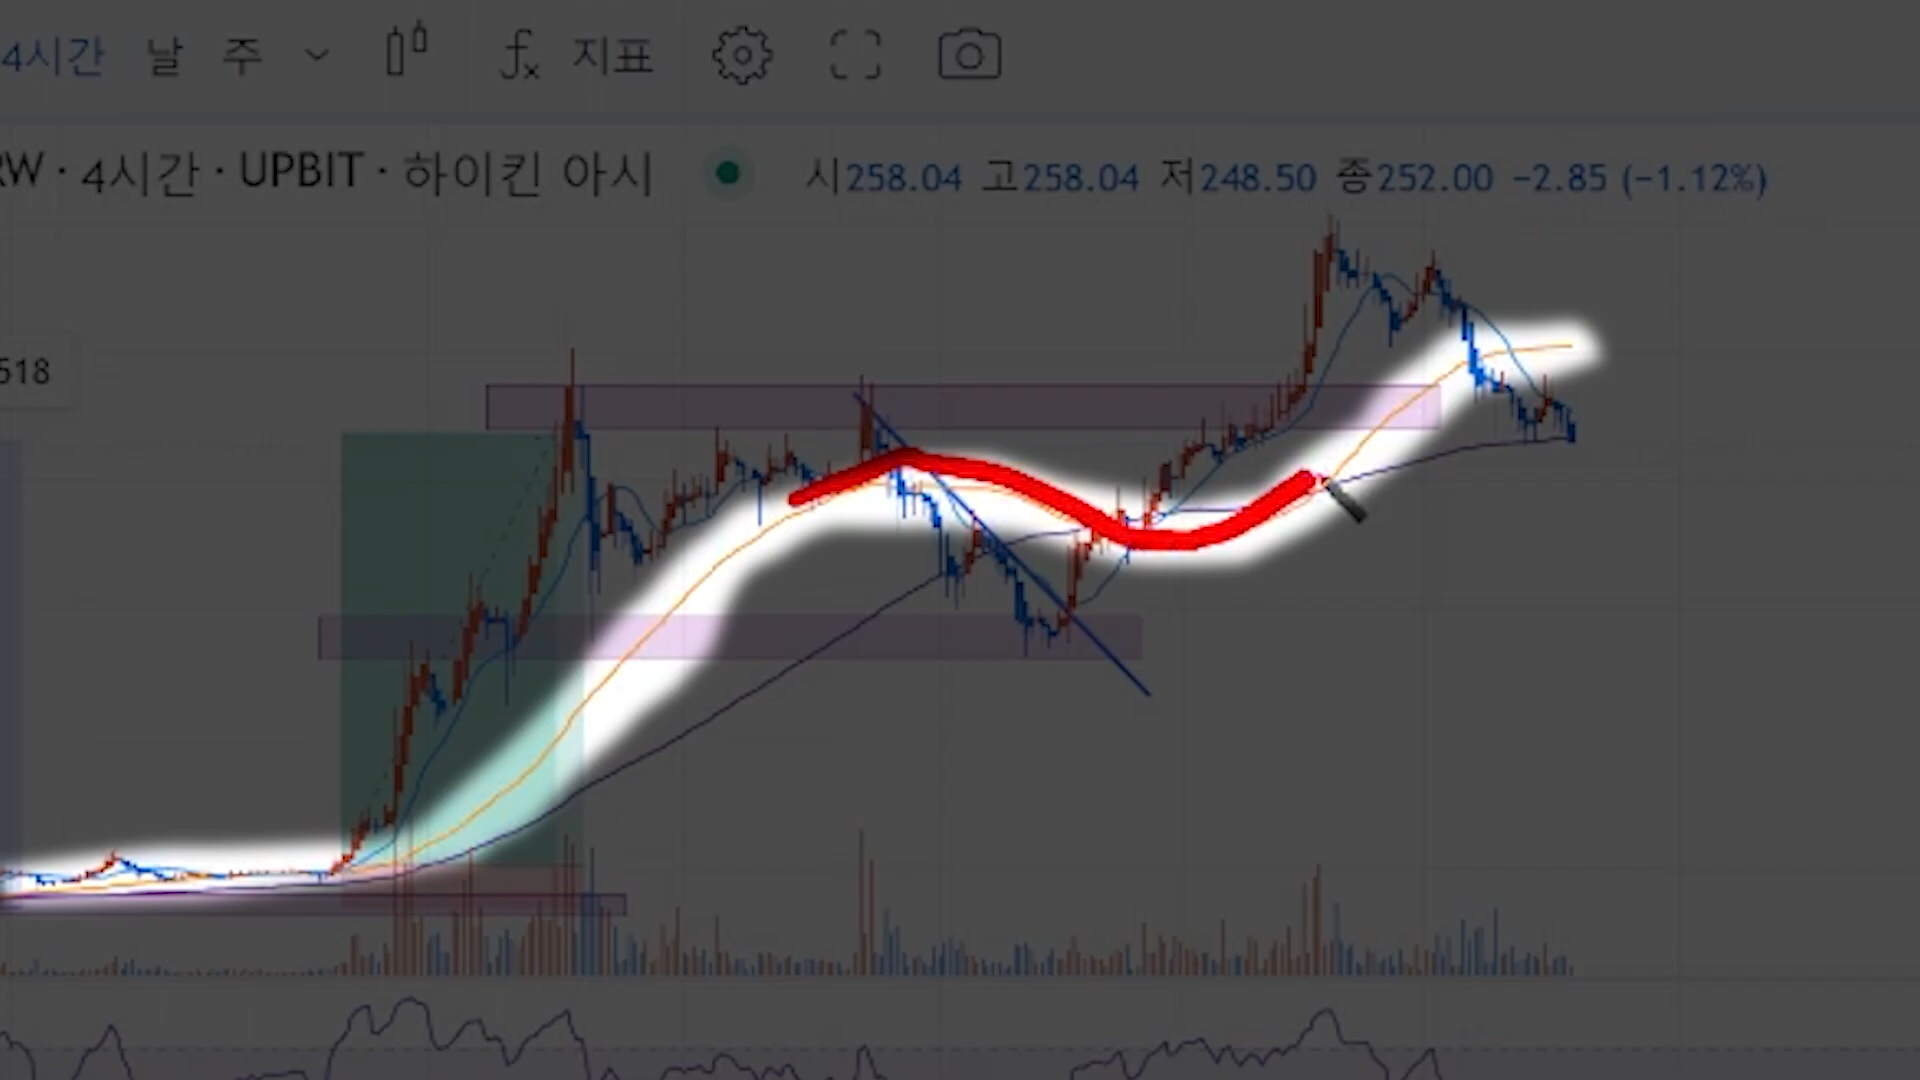 4시간 날 주 fx 지표
RW · 4시간 · UPBIT · 하이킨 아시 시258.04 고258.04 저248.50 종252.00 −2.85 (−1.12%)
518